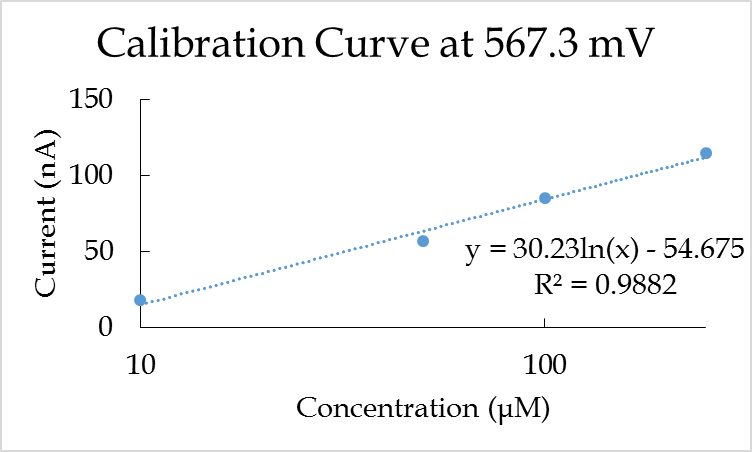 Calibration Curve at 567.3 mV
150
100
50
0
Current (nA)
y = 30.23ln(x) - 54.675
R² = 0.9882
10
100
Concentration (µM)